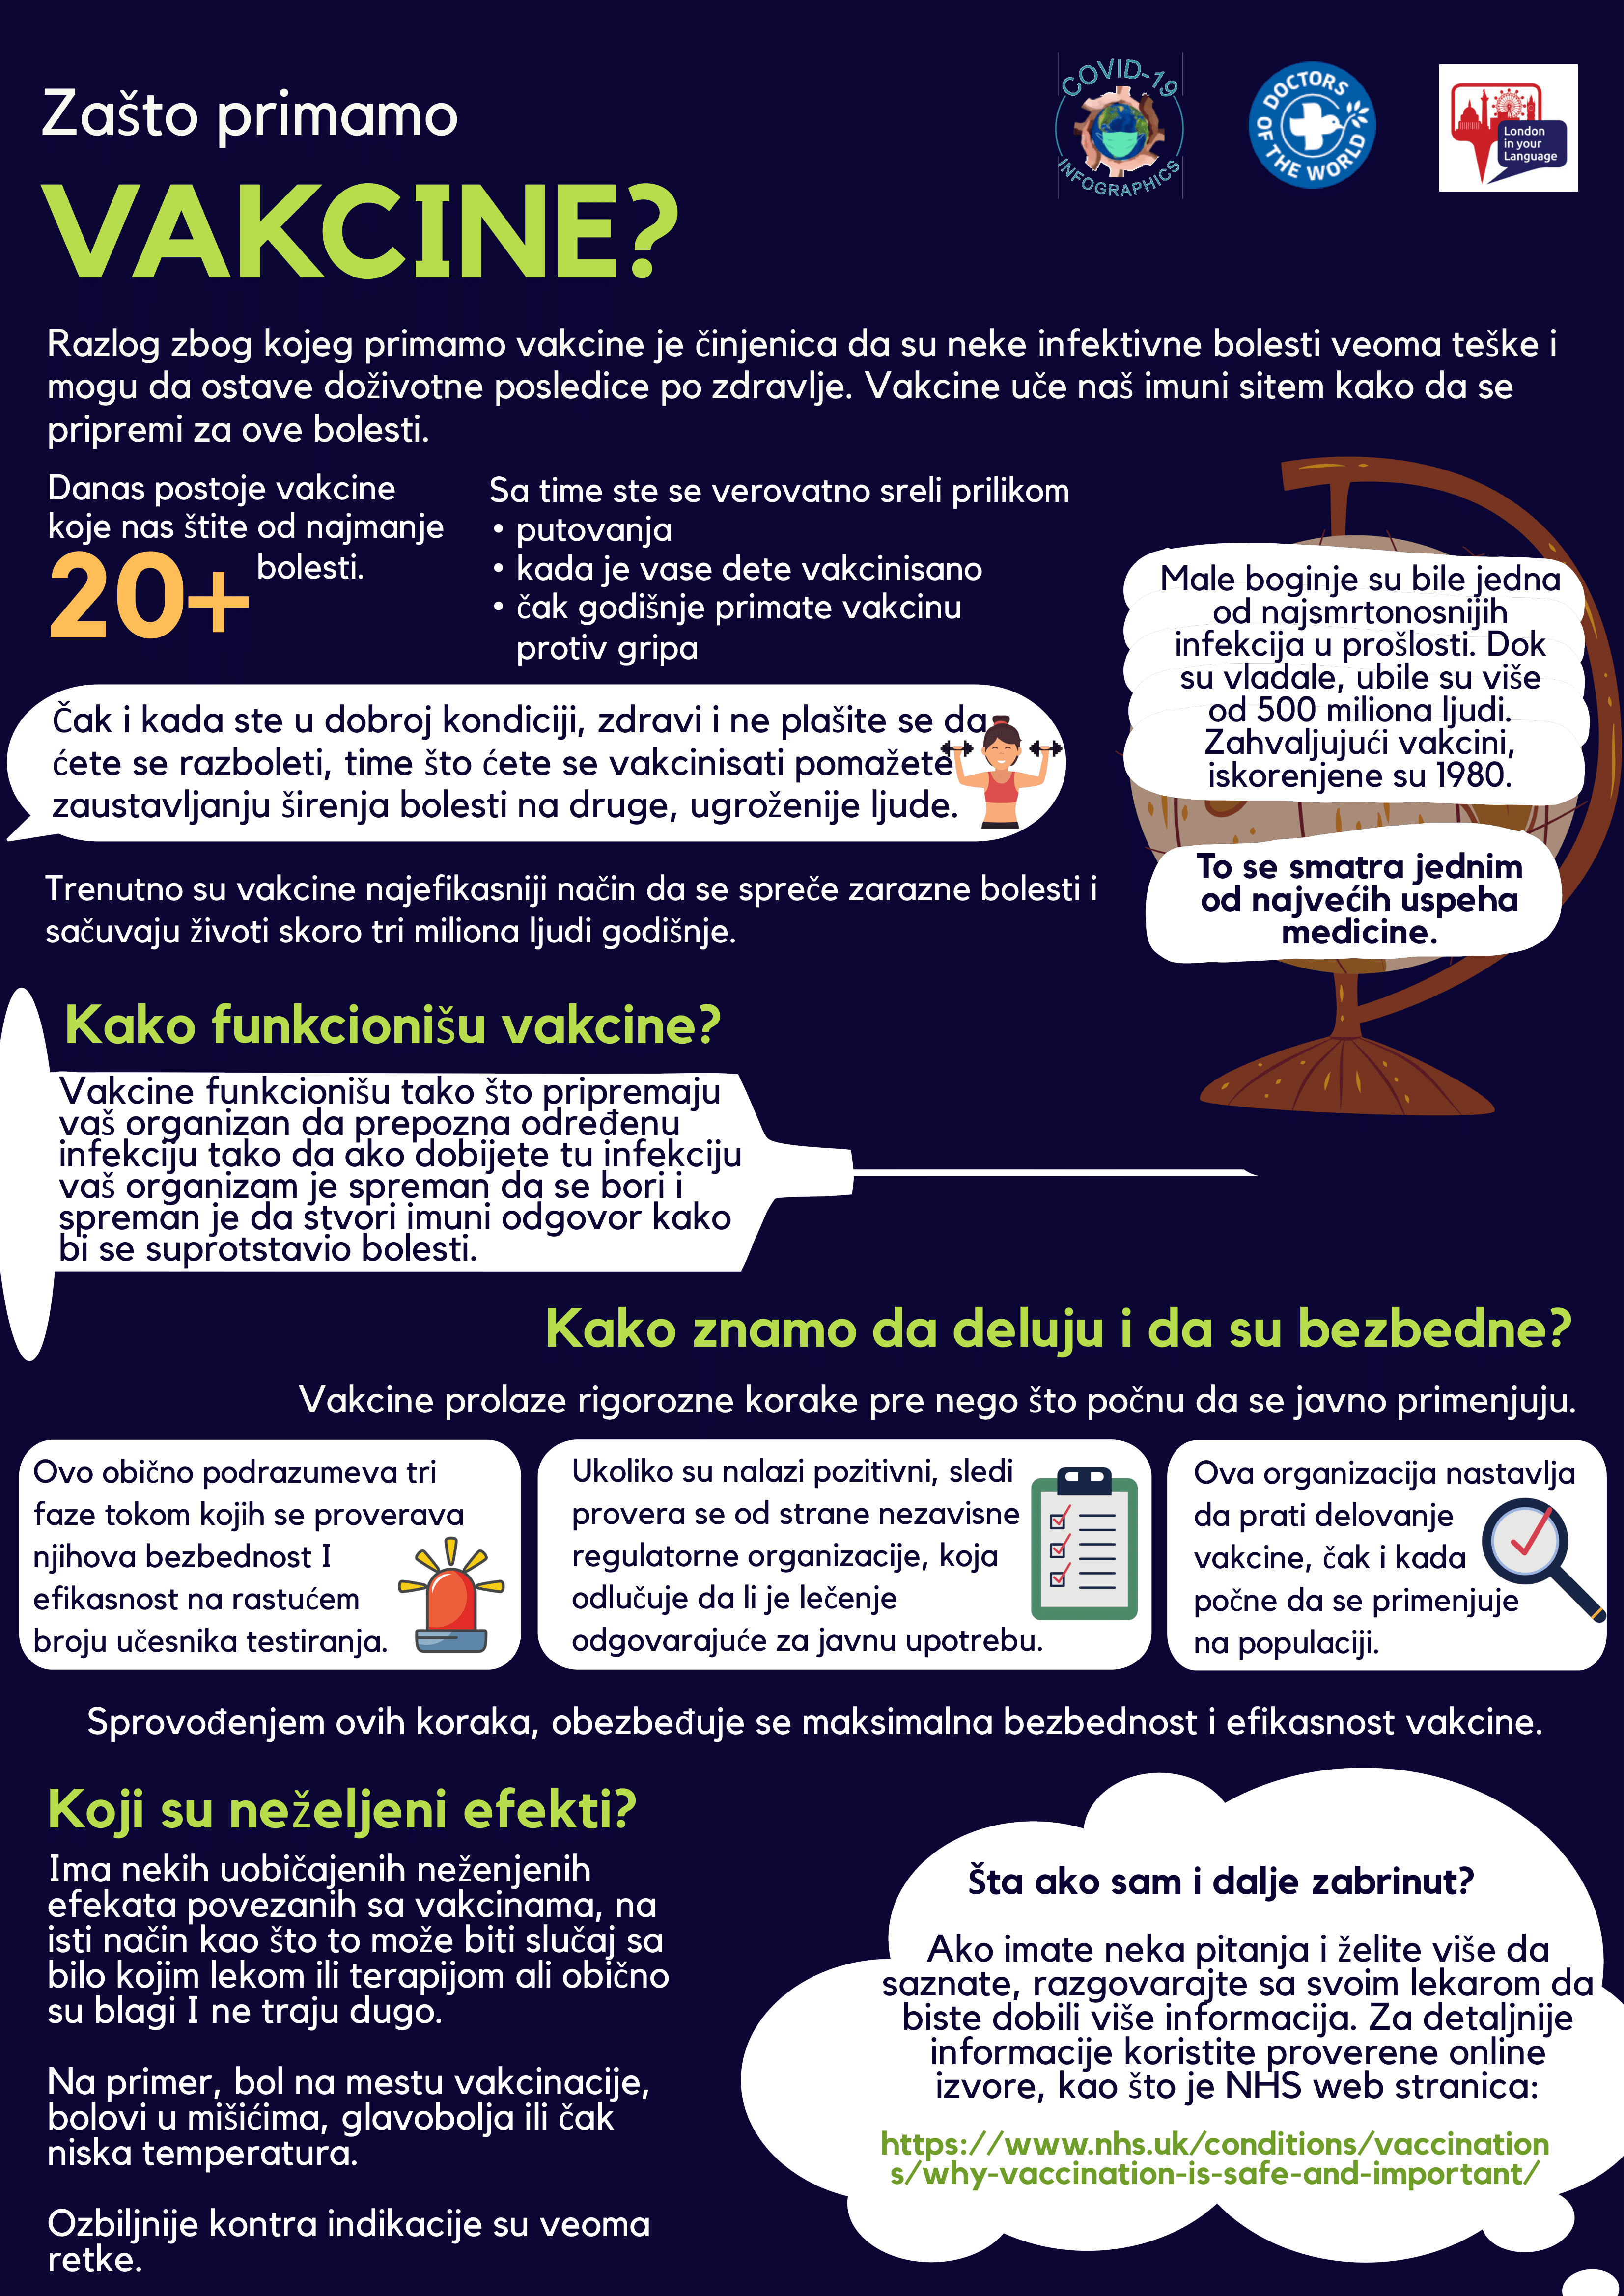 Zašto primamo
VAKCINE?
COVID-19
INFOGRAPHICS
DOCTORS
OF THE WORLD
London
in your
Language
Razlog zbog kojeg primamo vakcine je činjenica da su neke infektivne bolesti veoma teške i
mogu da ostave doživotne posledice po zdravlje. Vakcine uče naš imuni sitem kako da se
pripremi za ove bolesti.
Danas postoje vakcine
koje nas štite od najmanje
20+ bolesti.
Sa time ste se verovatno sreli prilikom
• putovanja
• kada je vase dete vakcinisano
• čak godišnje primate vakcinu
protiv gripa
Male boginje su bile jedna
od najsmrtonosnijih
infekcija u prošlosti. Dok
su vladale, ubile su više
od 500 miliona ljudi.
Zahvaljujući vakcini,
iskorenjene su 1980.
To se smatra jednim
od najvećih uspeha
medicine.
Čak i kada ste u dobroj kondiciji, zdravi i ne plašite se da
ćete se razboleti, time što ćete se vakcinisati pomažete
zaustavljanju širenja bolesti na druge, ugroženije ljude.
Trenutno su vakcine najefikasniji način da se spreče zarazne bolesti i
sačuvaju životi skoro tri miliona ljudi godišnje.
Kako funkcionišu vakcine?
Vakcine funkcionišu tako što pripremaju
vaš organizan da prepozna određenu
infekciju tako da ako dobijete tu infekciju
vaš organizam je spreman da se bori i
spreman je da stvori imuni odgovor kako
bi se suprotstavio bolesti.
Kako znamo da deluju i da su bezbedne?
Vakcine prolaze rigorozne korake pre nego što počnu da se javno primenjuju.
Ovo obično podrazumeva tri
faze tokom kojih se proverava
njihova bezbednost I
efikasnost na rastućem
broju učesnika testiranja.
Ukoliko su nalazi pozitivni, sledi
provera se od strane nezavisne
regulatorne organizacije, koja
odlučuje da li je lečenje
odgovarajuće za javnu upotrebu.
Ova organizacija nastavlja
da prati delovanje
vakcine, čak i kada
počne da se primenjuje
na populaciji.
Sprovođenjem ovih koraka, obezbeđuje se maksimalna bezbednost i efikasnost vakcine.
Koji su neželjeni efekti?
Ima nekih uobičajenih neženjenih
efekata povezanih sa vakcinama, na
isti način kao što to može biti slučaj sa
bilo kojim lekom ili terapijom ali obično
su blagi I ne traju dugo.
Na primer, bol na mestu vakcinacije,
bolovi u mišićima, glavobolja ili čak
niska temperatura.
Ozbiljnije kontra indikacije su veoma
retke.
Šta ako sam i dalje zabrinut?
Ako imate neka pitanja i želite više da
saznate, razgovarajte sa svoim lekarom da
biste dobili više informacija. Za detaljnije
informacije koristite proverene online
izvore, kao što je NHS web stranica:
https://www.nhs.uk/conditions/vaccination
s/why-vaccination-is-safe-and-important/